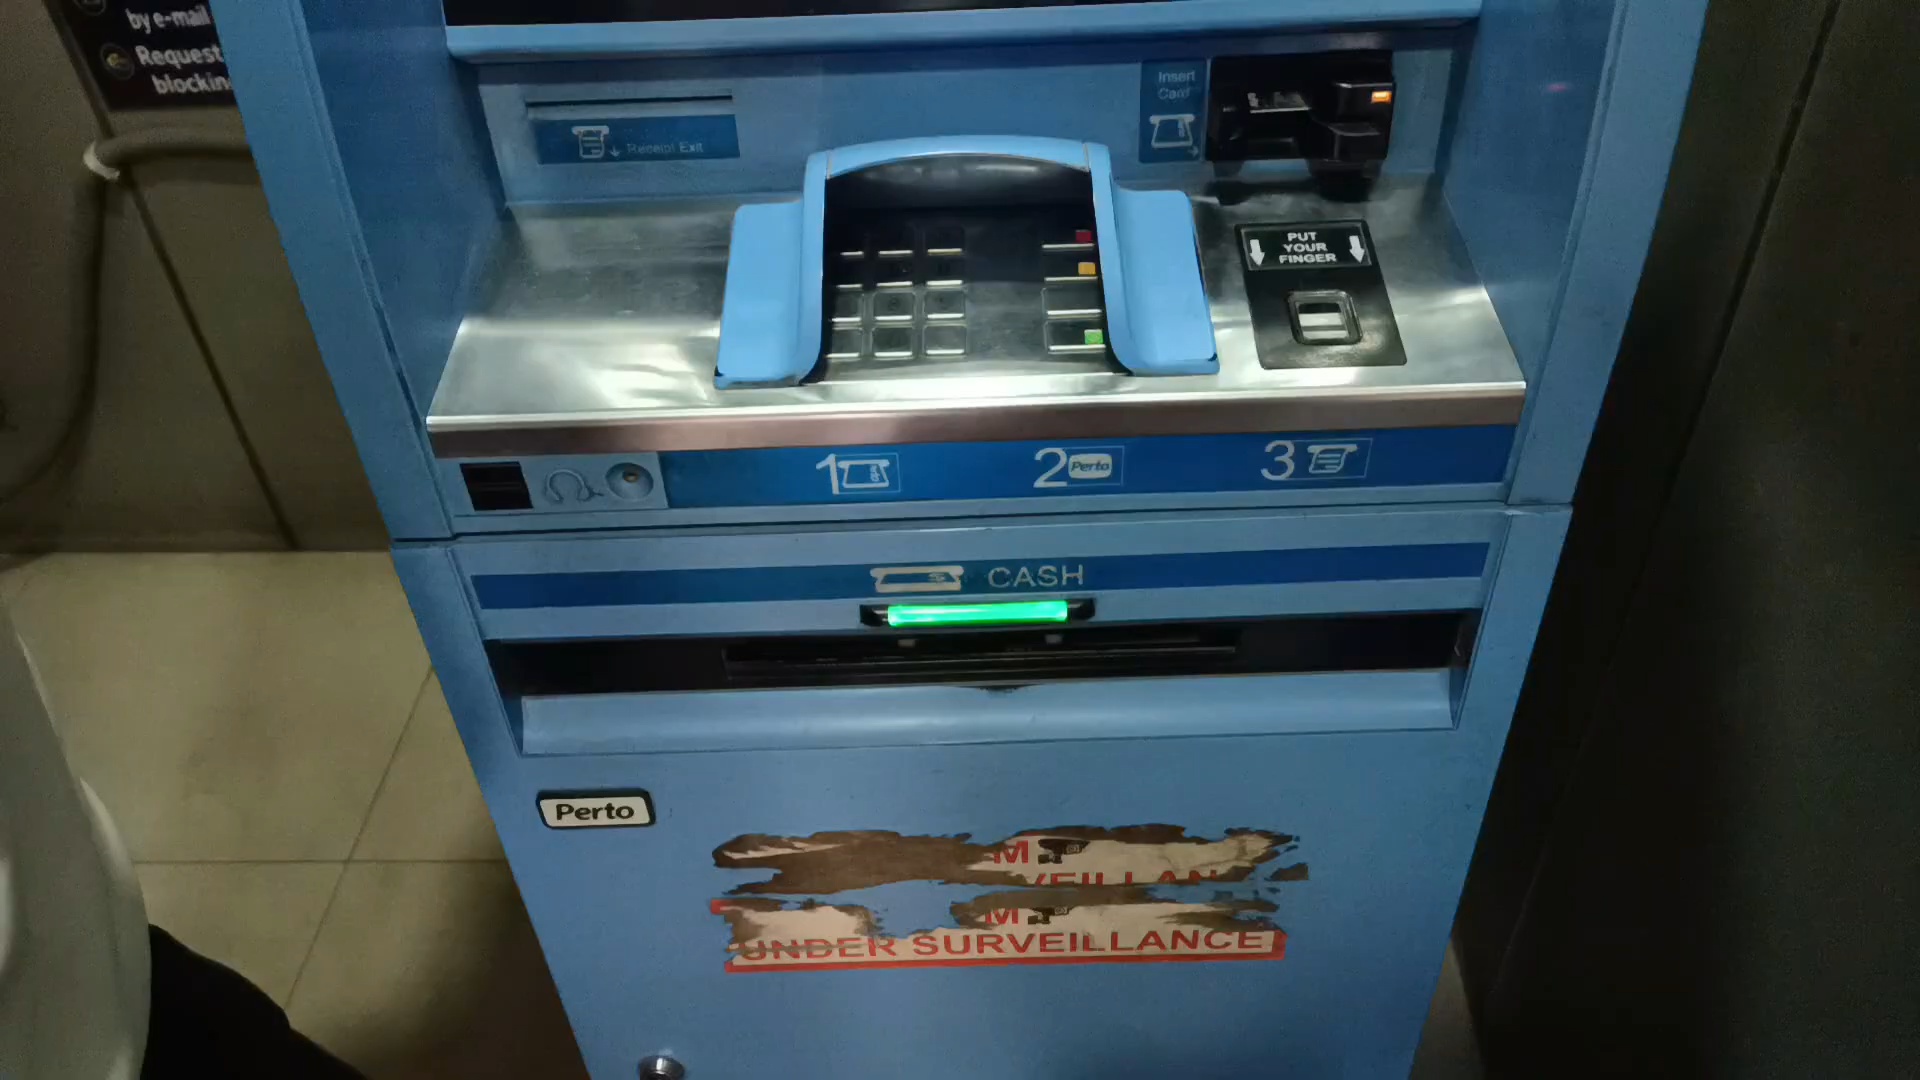 by e-mail
Request
blockin
Receipt Exit
Insert
Card
PUT
YOUR
FINGER
1
2 Perto
3
CASH
Perto
M
VEILLAN
M
UNDER SURVEILLANCE